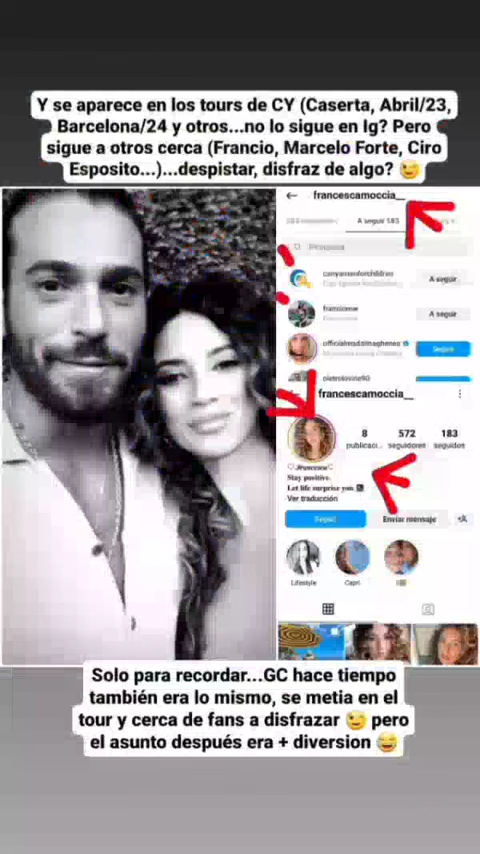 Y se aparece en los tours de CY (Caserta, Abril/23,
Barcelona/24 y otros...no lo sigue en Ig? Pero
sigue a otros cerca (Francio, Marcelo Forte, Ciro
Esposito...)...despistar, disfraz de algo? 😉
francescamoccia__
A seguir 183
Pesquisa
canyamanforchildren
A seguir
A seguir
Seguir
pietrolovino90
francescamoccia__
8
572
183
publicaci...
seguidores
seguidos
♡Francesca♡
Stay positive.
Let life surprise you
Ver traducción
Seguir
Enviar mensaje
Lifestyle
Capri
Solo para recordar...GC hace tiempo
también era lo mismo, se metia en el
tour y cerca de fans a disfrazar 😉 pero
el asunto después era + diversion 😂